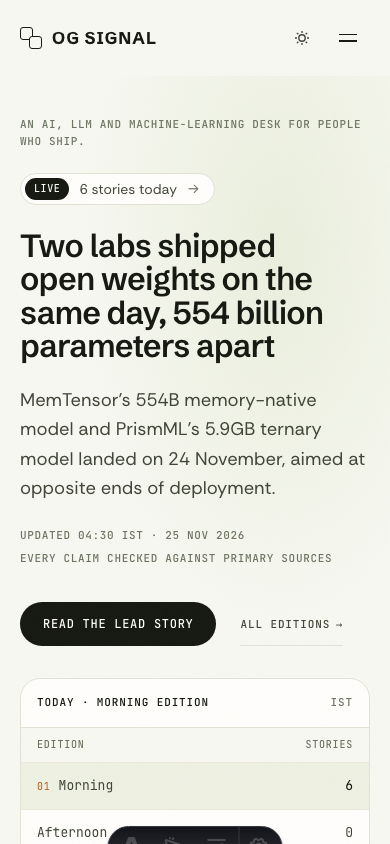 OG SIGNAL
AN AI, LLM AND MACHINE-LEARNING DESK FOR PEOPLE
WHO SHIP.
LIVE 6 stories today →
Two labs shipped
open weights on the
same day, 554 billion
parameters apart
MemTensor’s 554B memory-native
model and PrismML’s 5.9GB ternary
model landed on 24 November, aimed at
opposite ends of deployment.
UPDATED 04:30 IST · 25 NOV 2026
EVERY CLAIM CHECKED AGAINST PRIMARY SOURCES
READ THE LEAD STORY ALL EDITIONS →
TODAY · MORNING EDITION IST
EDITION STORIES
01 Morning 6
Afternoon 0